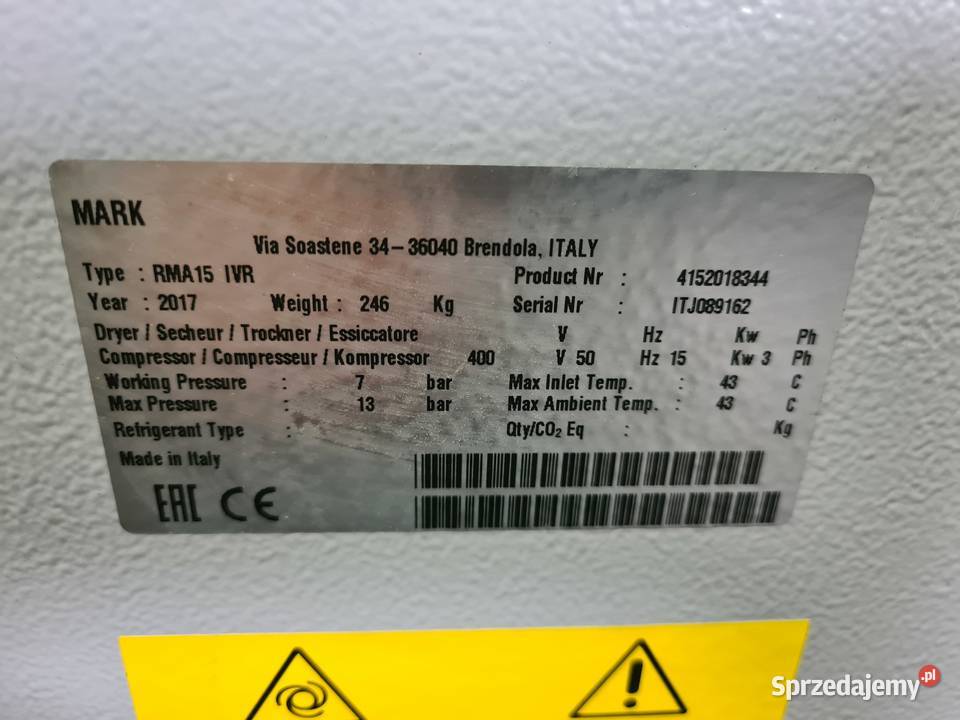 MARK
Via Soastene 34-36040 Brendola, ITALY
Type : RMA15 IVR Product Nr : 4152018344
Year : 2017 Weight : 246 Kg Serial Nr : ITJ089162
Dryer / Secheur / Trockner / Essiccatore V Hz Kw Ph
Compressor / Compresseur / Kompressor 400 V 50 Hz 15 Kw 3 Ph
Working Pressure : 7 bar Max Inlet Temp. : 43 C
Max Pressure : 13 bar Max Ambient Temp. : 43 C
Refrigerant Type : Qty/CO₂ Eq : Kg
Made in Italy
EAC CE
Sprzedajemy.pl